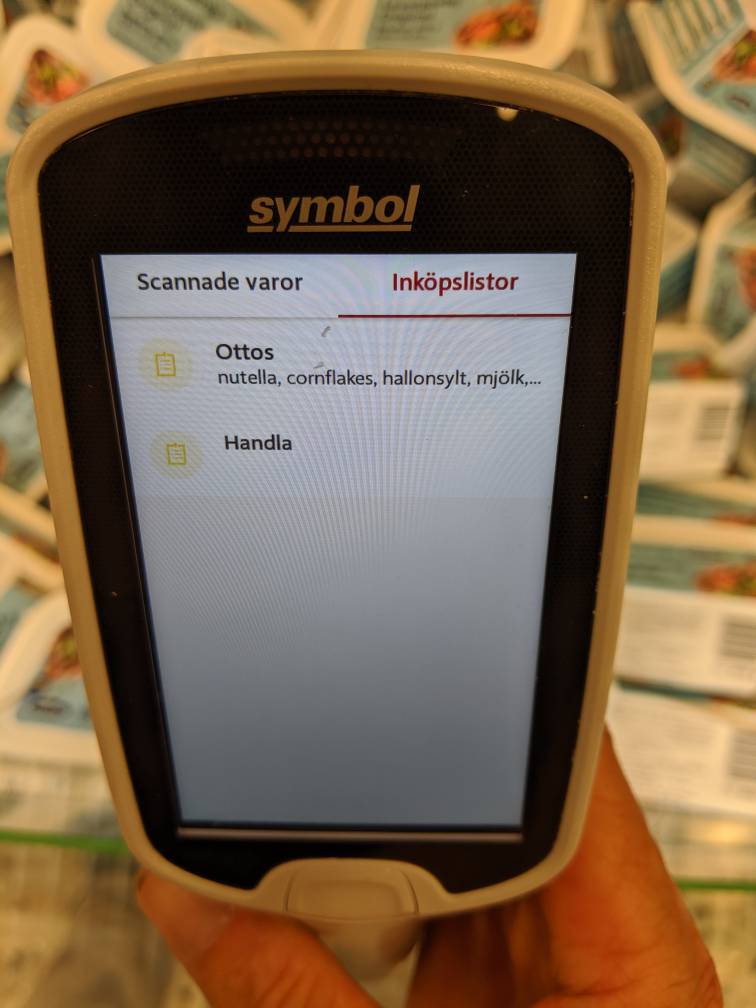 symbol
Scannade varor
Inköpslistor
Ottos
nutella, cornflakes, hallonsylt, mjölk,...
Handla